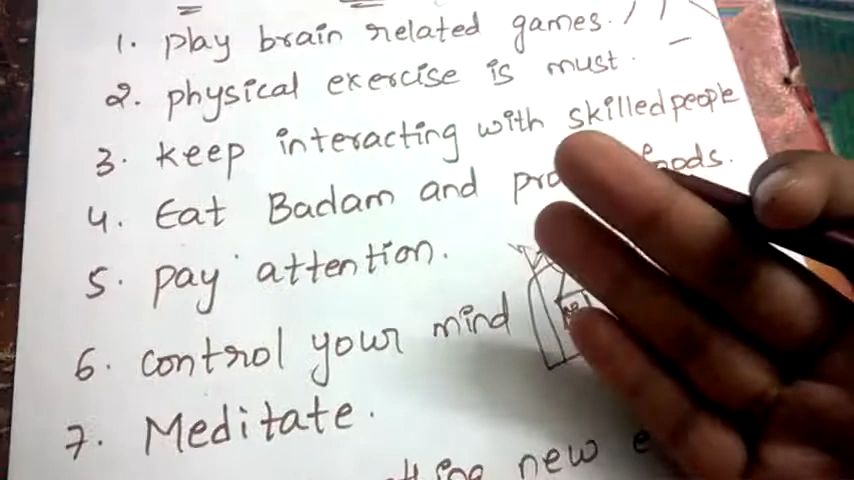 1. play brain related games.
2. physical exercise is must.
3. keep interacting with skilled people
4. Eat Badam and foods.
5. pay attention.
6. control your mind
7. Meditate.
new